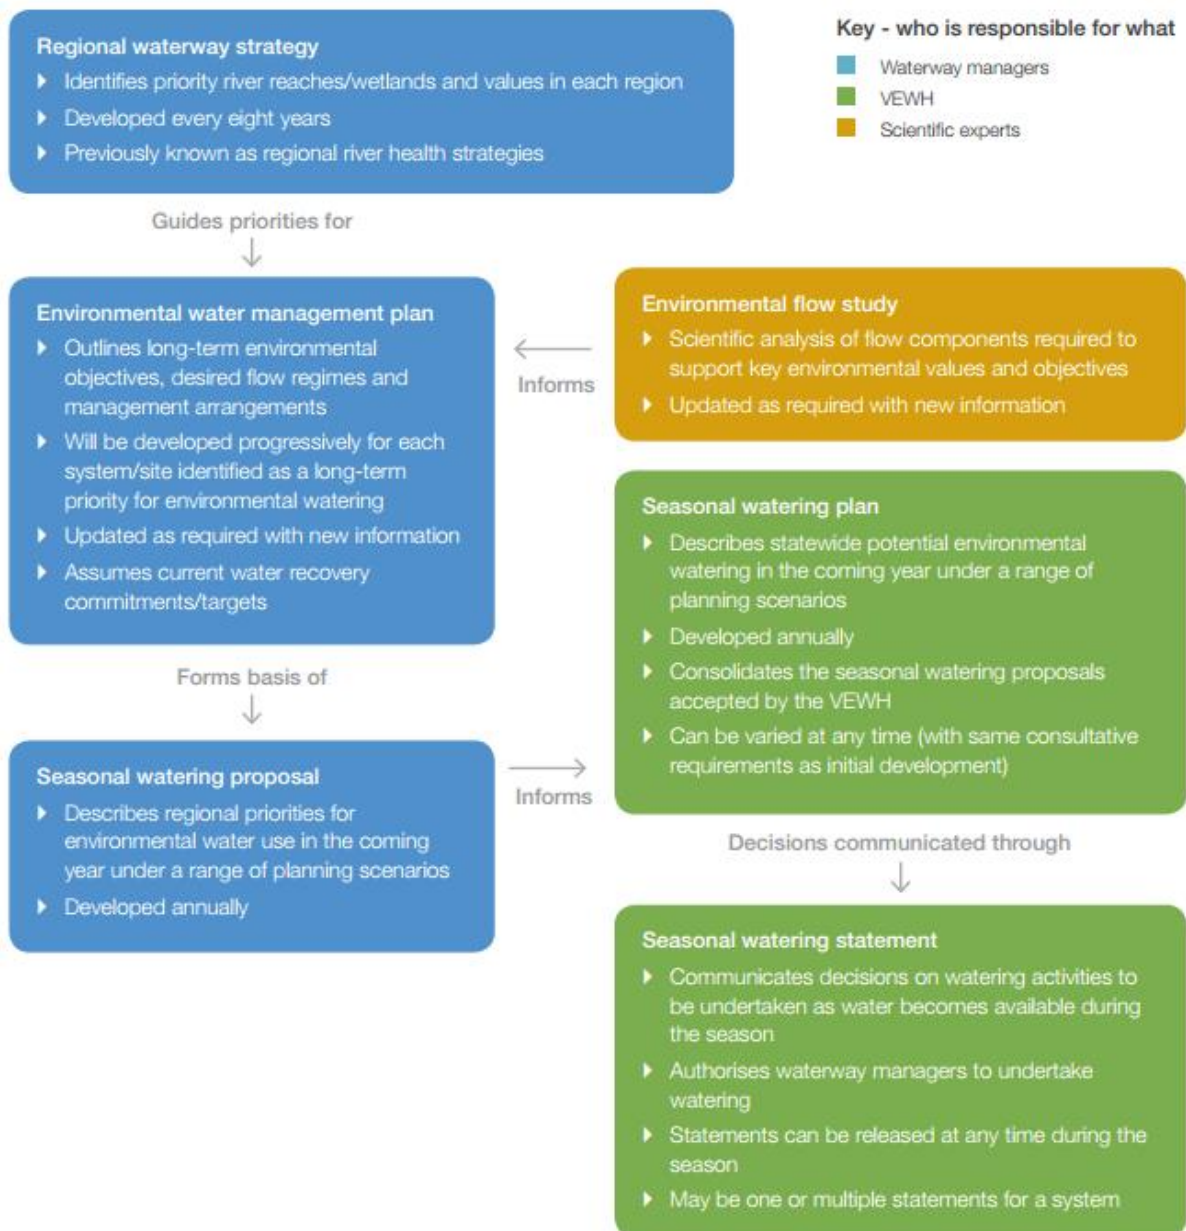 Regional waterway strategy
Identifies priority river reaches/wetlands and values in each region
Developed every eight years
Previously known as regional river health strategies
Key - who is responsible for what
Waterway managers
VEWH
Scientific experts
Guides priorities for
Environmental water management plan
Outlines long-term environmental
objectives, desired flow regimes and
management arrangements
Will be developed progressively for each
system/site identified as a long-term
priority for environmental watering
Updated as required with new information
Assumes current water recovery
commitments/targets
Informs
Environmental flow study
Scientific analysis of flow components required to
support key environmental values and objectives
Updated as required with new information
Forms basis of
Seasonal watering proposal
Describes regional priorities for
environmental water use in the coming
year under a range of planning scenarios
Developed annually
Informs
Seasonal watering plan
Describes statewide potential environmental
watering in the coming year under a range of
planning scenarios
Developed annually
Consolidates the seasonal watering proposals
accepted by the VEWH
Can be varied at any time (with same consultative
requirements as initial development)
Decisions communicated through
Seasonal watering statement
Communicates decisions on watering activities to
be undertaken as water becomes available during
the season
Authorises waterway managers to undertake
watering
Statements can be released at any time during the
season
May be one or multiple statements for a system